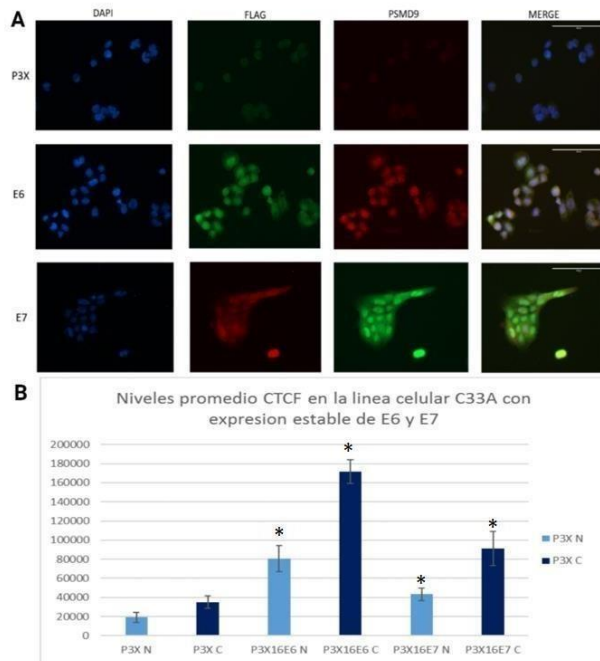 A
DAPI FLAG PSMD9 MERGE
P3X
E6
E7
B
Niveles promedio CTCF en la linea celular C33A con
expresion estable de E6 y E7
200000
180000
160000
140000
120000
100000
80000
60000
40000
20000
0
* * * *
P3X N
P3X C
P3X N P3X C P3X16E6 N P3X16E6 C P3X16E7 N P3X16E7 C